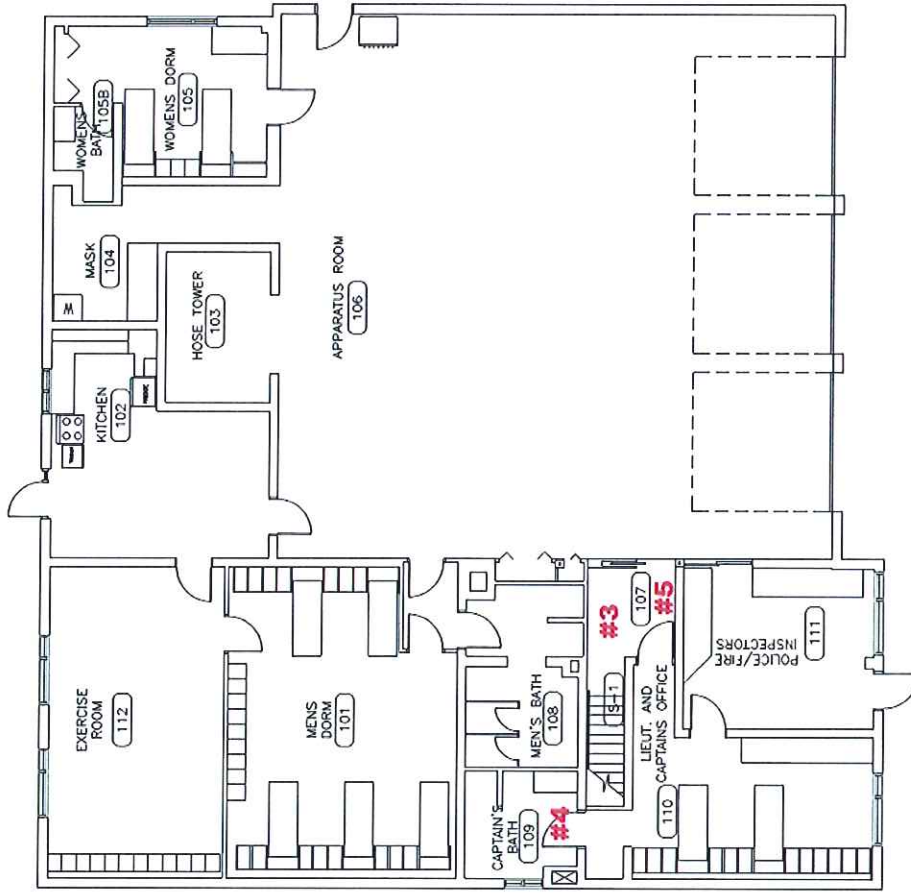 WOMENS
BATH
105B
WOMENS DORM
105
MASK
104
W
HOSE TOWER
103
KITCHEN
102
APPARATUS ROOM
106
EXERCISE
ROOM
112
MENS
DORM
101
MEN'S BATH
108
CAPTAIN'S
BATH
109
#4
#3
S-1
107
#5
LIEUT. AND
CAPTAINS OFFICE
110
POLICE/FIRE
INSPECTORS
111